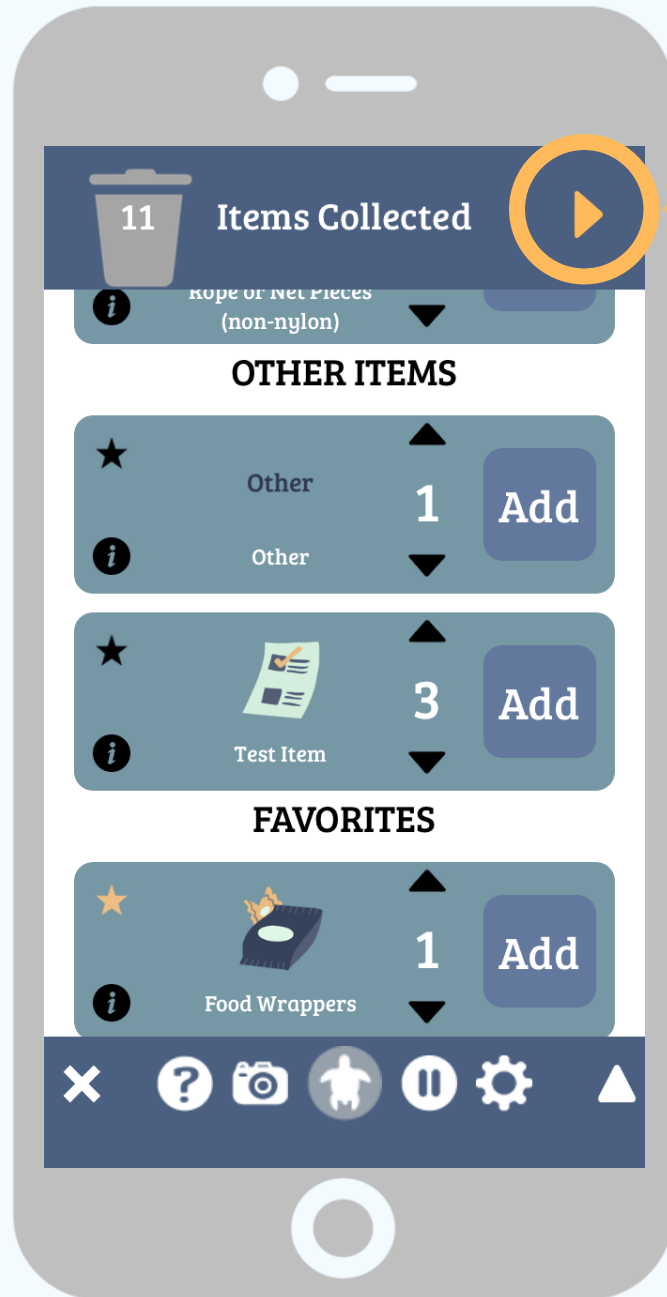 11 Items Collected
Rope or Net Pieces
(non-nylon)
OTHER ITEMS
Other
1
Add
Other
Test Item
3
Add
FAVORITES
Food Wrappers
1
Add